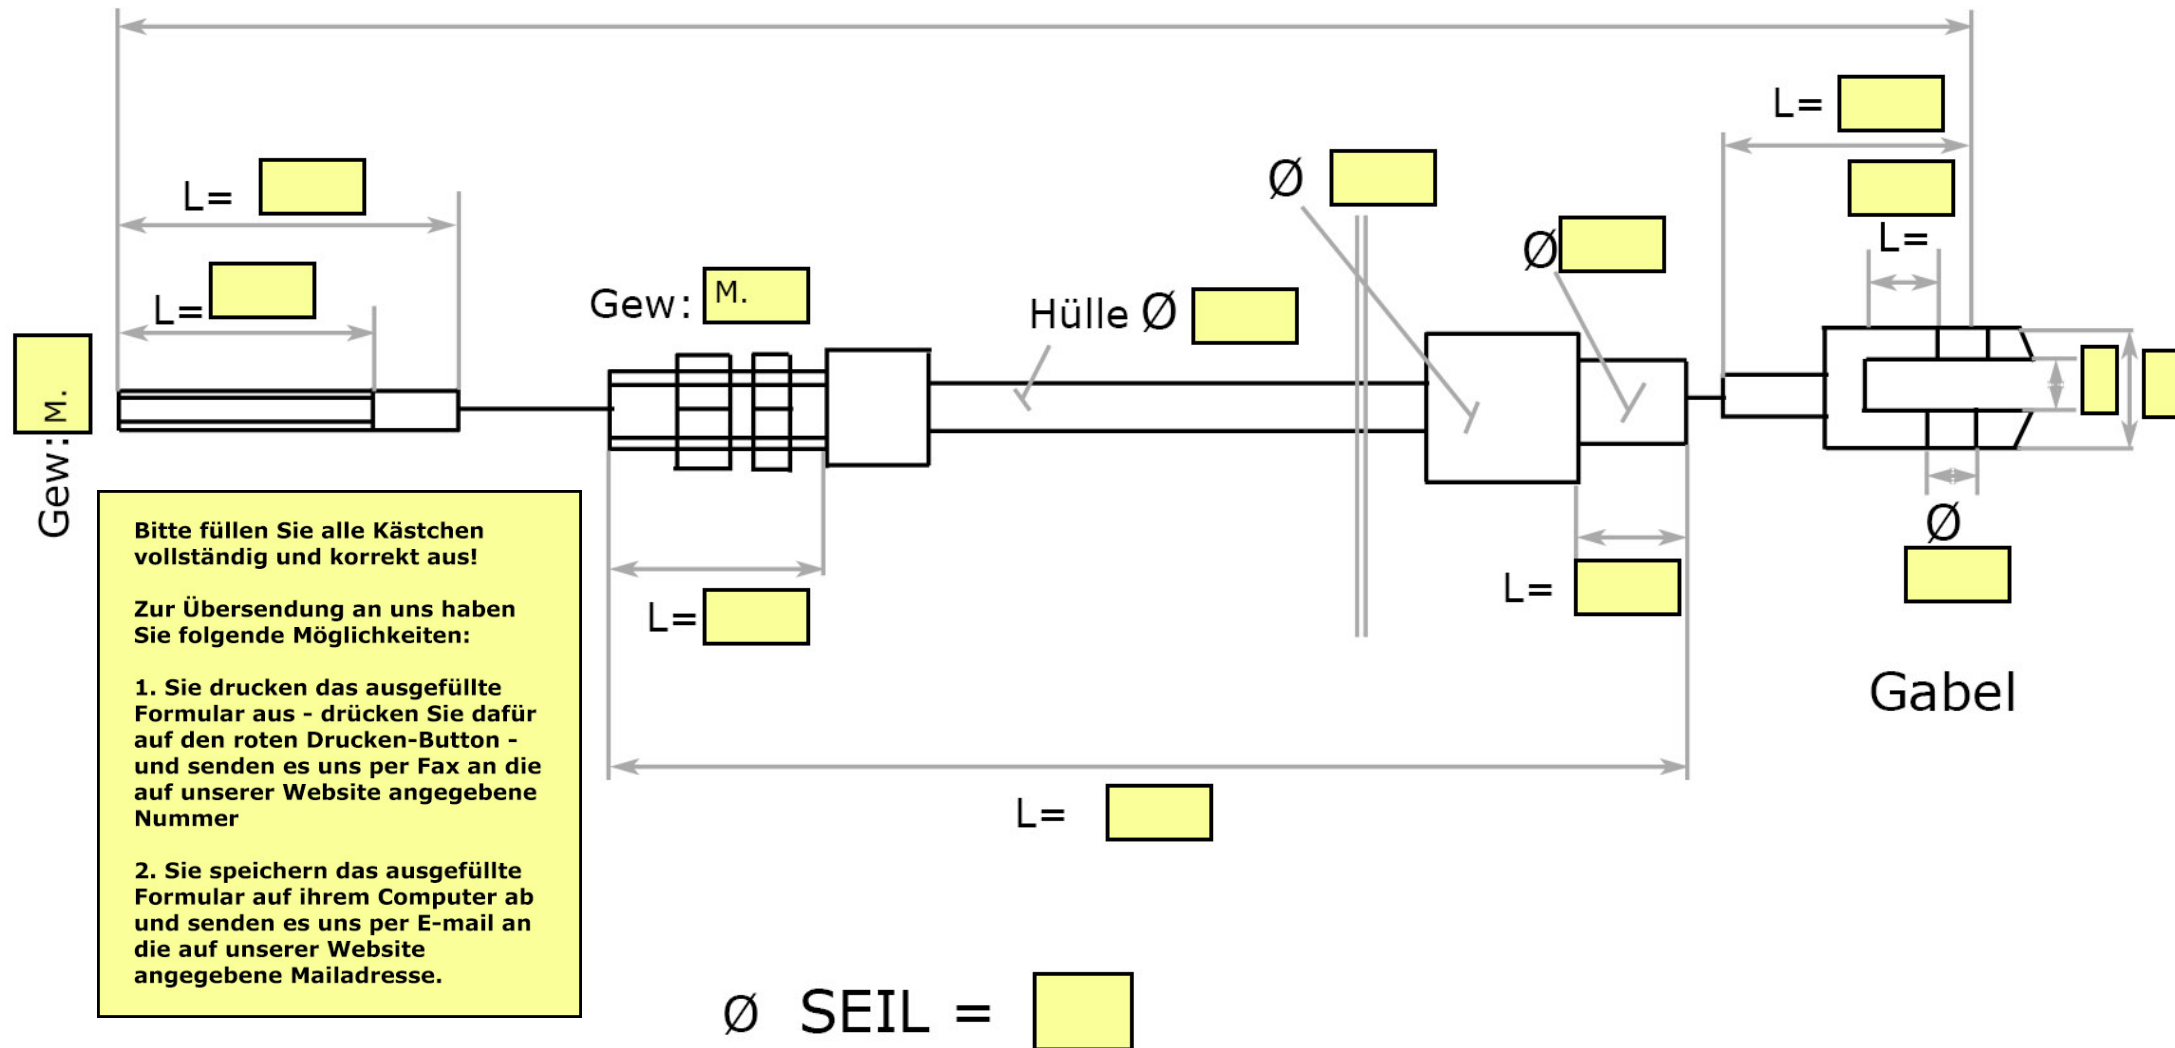 L=
L=
Ø
L=
L=
Ø
Gew: M.
Hülle Ø
L=
Gew: M.
Ø
L=
L=
Gabel
L=
Bitte füllen Sie alle Kästchen
vollständig und korrekt aus!
Zur Übersendung an uns haben
Sie folgende Möglichkeiten:
1. Sie drucken das ausgefüllte
Formular aus - drücken Sie dafür
auf den roten Drucken-Button -
und senden es uns per Fax an die
auf unserer Website angegebene
Nummer
2. Sie speichern das ausgefüllte
Formular auf ihrem Computer ab
und senden es uns per E-mail an
die auf unserer Website
angegebene Mailadresse.
Ø SEIL =